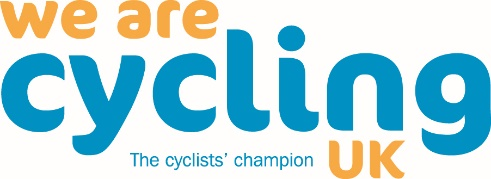 we are
cycling
The cyclists' champion UK